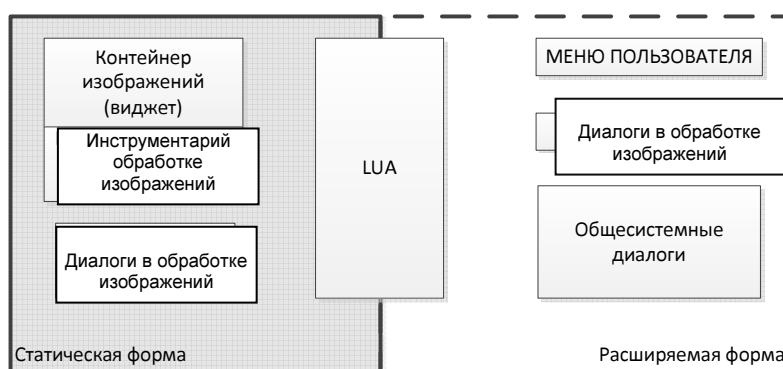 Контейнер
изображений
(виджет)
Инструментарий
обработке
изображений
Диалоги в обработке
изображений
LUA
МЕНЮ ПОЛЬЗОВАТЕЛЯ
Диалоги в обработке
изображений
Общесистемные
диалоги
Статическая форма
Расширяемая форма